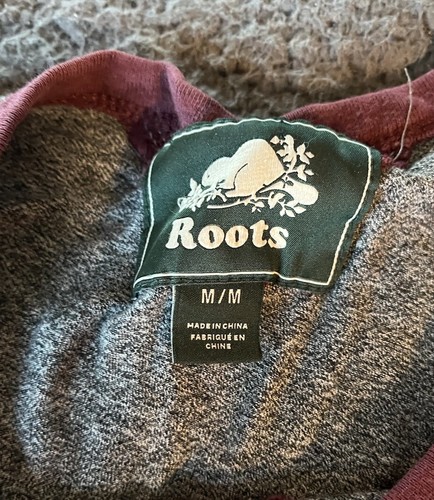 Roots
M/M
MADE IN CHINA
FABRIQUÉ EN
CHINE